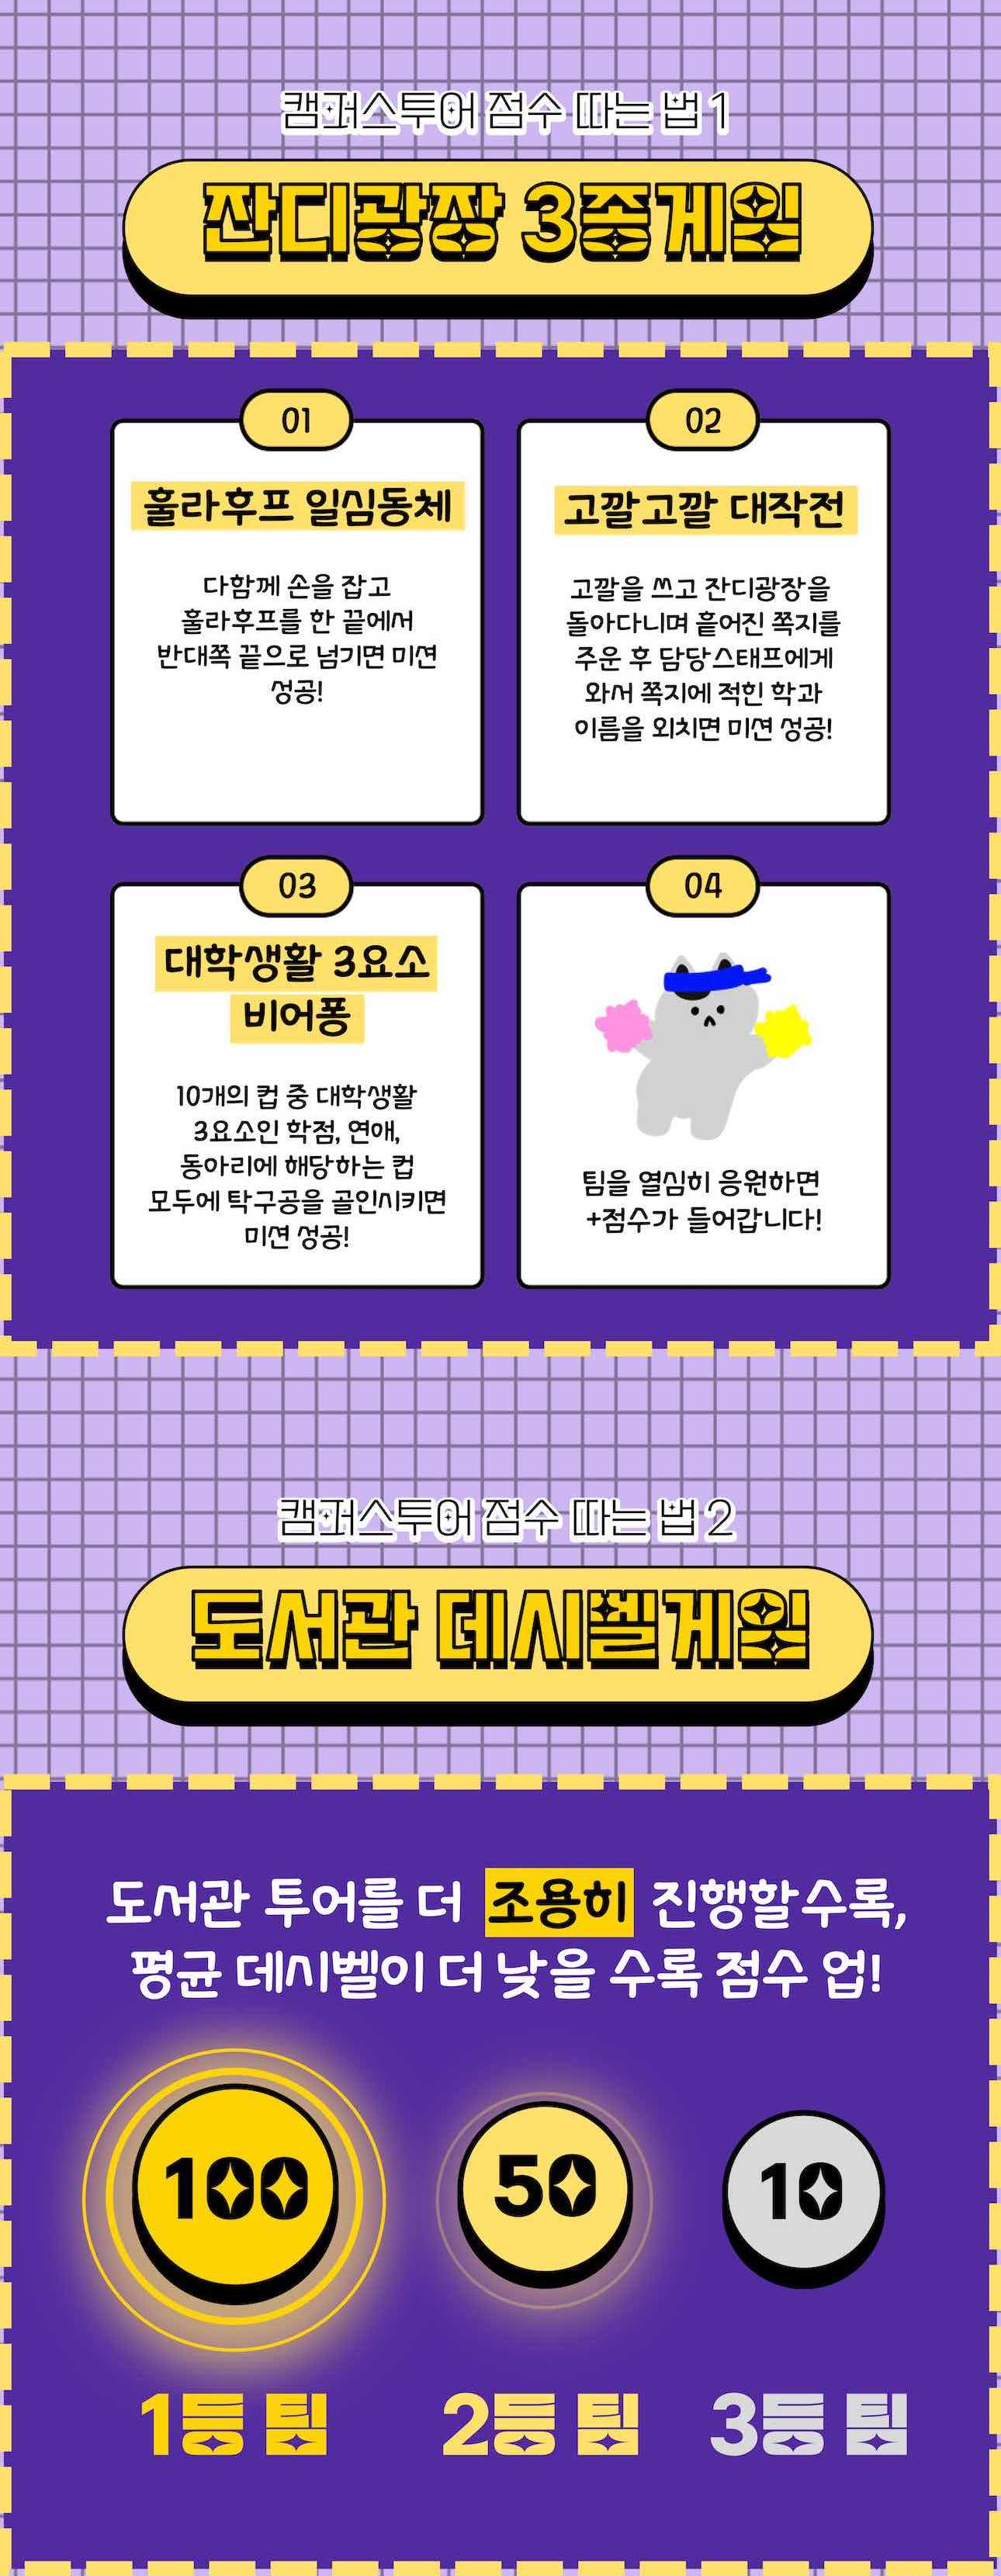 캠퍼스투어 점수 따는 법 1
잔디광장 3종게임
01
훌라후프 일심동체
다함께 손을 잡고
훌라후프를 한 끝에서
반대쪽 끝으로 넘기면 미션
성공!
02
고깔고깔 대작전
고깔을 쓰고 잔디광장을
돌아다니며 흩어진 쪽지를
주운 후 담당스태프에게
와서 쪽지에 적힌 학과
이름을 외치면 미션 성공!
03
대학생활 3요소
비어퐁
10개의 컵 중 대학생활
3요소인 학점, 연애,
동아리에 해당하는 컵
모두에 탁구공을 골인시키면
미션 성공!
04
팀을 열심히 응원하면
+점수가 들어갑니다!
캠퍼스투어 점수 따는 법 2
도서관 데시벨게임
도서관 투어를 더 조용히 진행할수록,
평균 데시벨이 더 낮을 수록 점수 업!
100
50
10
1등 팀
2등 팀
3등 팀